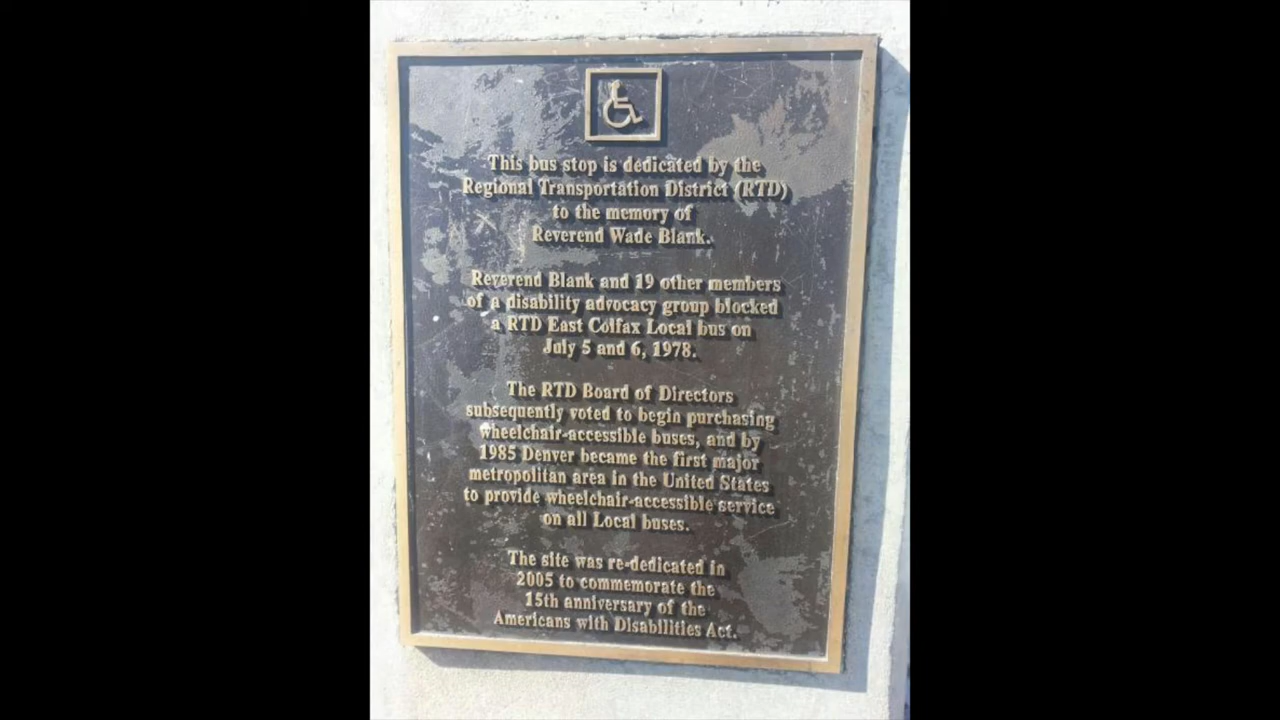 This bus stop is dedicated by the
Regional Transportation District (RTD)
to the memory of
Reverend Wade Blank.
Reverend Blank and 19 other members
of a disability advocacy group blocked
a RTD East Colfax Local bus on
July 5 and 6, 1978.
The RTD Board of Directors
subsequently voted to begin purchasing
wheelchair-accessible buses, and by
1985 Denver became the first major
metropolitan area in the United States
to provide wheelchair-accessible service
on all Local buses.
The site was re-dedicated in
2005 to commemorate the
15th anniversary of the
Americans with Disabilities Act.